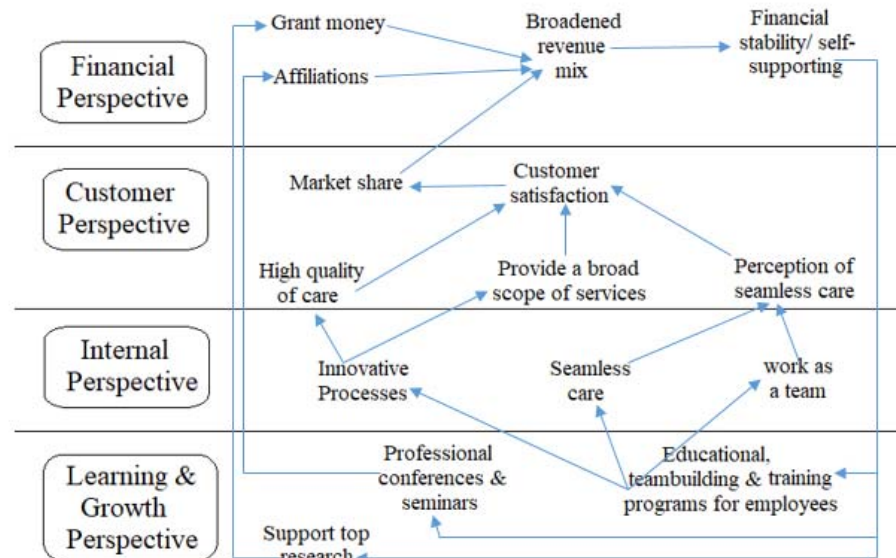 Financial
Perspective
Grant money
Affiliations
Broadened
revenue
mix
Financial
stability/ self-
supporting
Customer
Perspective
Market share
Customer
satisfaction
High quality
of care
Provide a broad
scope of services
Perception of
seamless care
Internal
Perspective
Innovative
Processes
Seamless
care
work as
a team
Learning &
Growth
Perspective
Professional
conferences &
seminars
Educational,
teambuilding & training
programs for employees
Support top
research